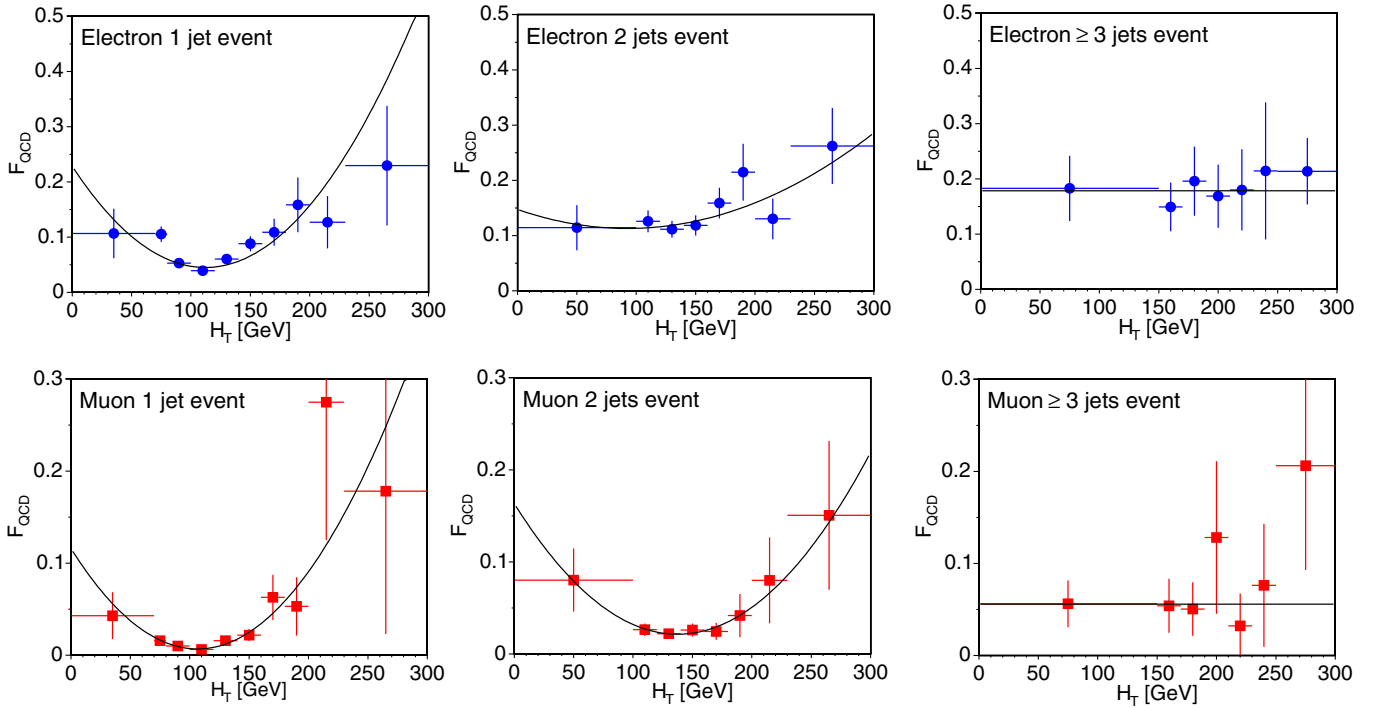 Electron 1 jet event
0.5
0.4
0.3
0.2
0.1
0
F_QCD
0 50 100 150 200 250 300
H_T [GeV]
Electron 2 jets event
0.5
0.4
0.3
0.2
0.1
0
F_QCD
0 50 100 150 200 250 300
H_T [GeV]
Electron ≥ 3 jets event
0.5
0.4
0.3
0.2
0.1
0
F_QCD
0 50 100 150 200 250 300
H_T [GeV]
Muon 1 jet event
0.3
0.2
0.1
0
F_QCD
0 50 100 150 200 250 300
H_T [GeV]
Muon 2 jets event
0.3
0.2
0.1
0
F_QCD
0 50 100 150 200 250 300
H_T [GeV]
Muon ≥ 3 jets event
0.3
0.2
0.1
0
F_QCD
0 50 100 150 200 250 300
H_T [GeV]